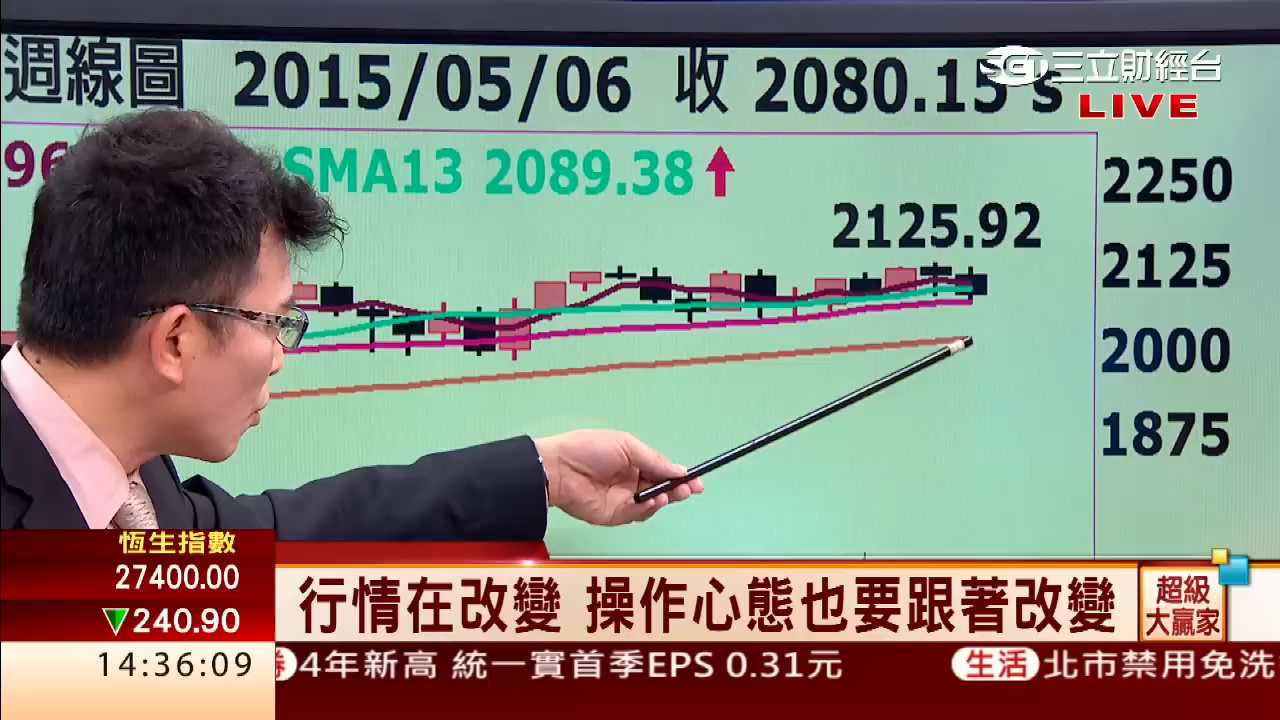 週線圖 2015/05/06 收 2080.15 s
三立財經台
LIVE
96
SMA13 2089.38
2125.92
2250
2125
2000
1875
恆生指數
27400.00
▼240.90
行情在改變 操作心態也要跟著改變
超級
大贏家
14:36:09
4年新高 統一實首季EPS 0.31元 生活 北市禁用免洗